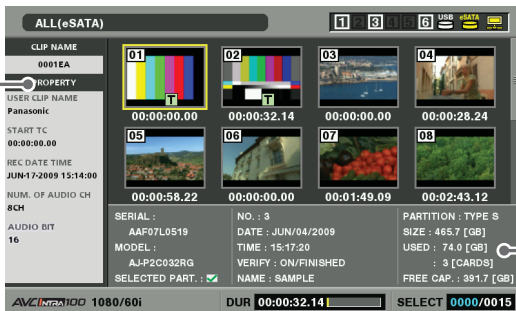 ALL(eSATA)
1 2 3 4 5 6 USB eSATA
CLIP NAME
0001EA
PROPERTY
USER CLIP NAME
Panasonic
START TC
00:00:00.00
REC DATE TIME
JUN-17-2009 15:14:00
NUM. OF AUDIO CH
8CH
AUDIO BIT
16
01 02 03 04
T T
00:00:00.00 00:00:32.14 00:00:00.00 00:00:28.24
05 06 07 08
00:00:58.22 00:00:00.00 00:01:49.09 00:02:43.12
SERIAL :
AAF07L0519
MODEL :
AJ-P2C032RG
SELECTED PART. :
NO. : 3
DATE : JUN/04/2009
TIME : 15:17:20
VERIFY : ON/FINISHED
NAME : SAMPLE
PARTITION : TYPE S
SIZE : 465.7 [GB]
USED : 74.0 [GB]
: 3 [CARDS]
FREE CAP. : 391.7 [GB]
AVC INTRA 100 1080/60i DUR 00:00:32.14 SELECT 0000/0015